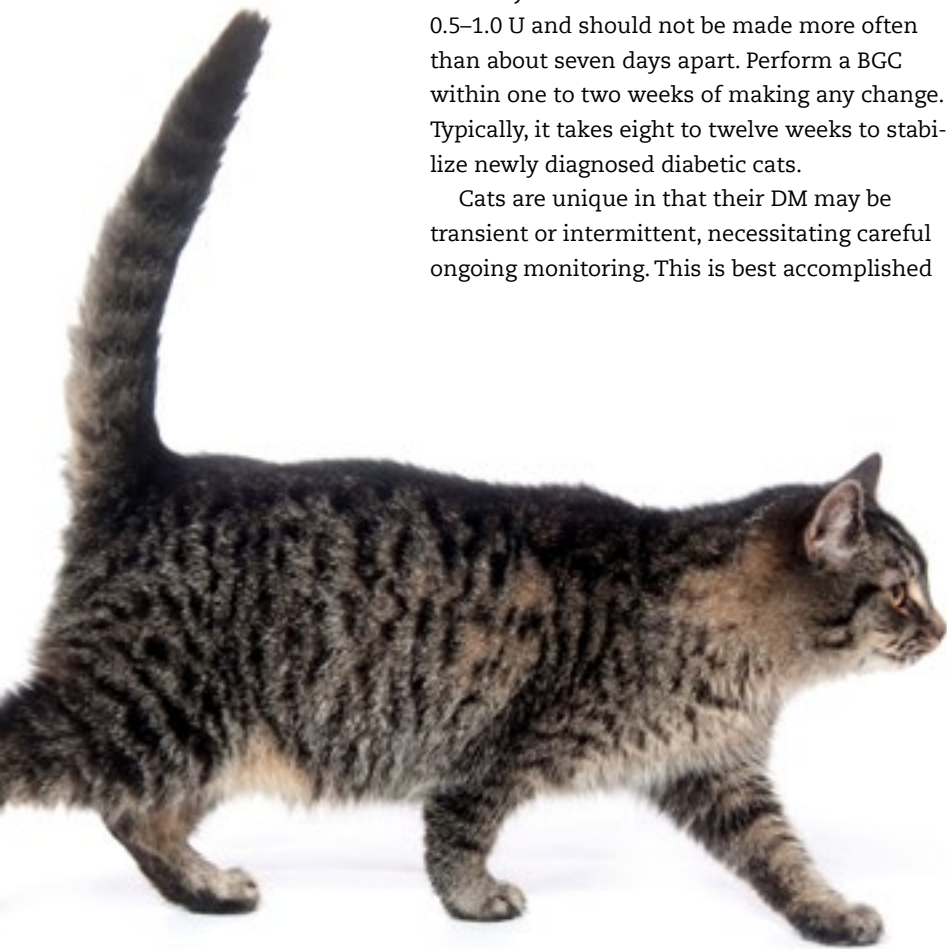 0.5–1.0 U and should not be made more often
than about seven days apart. Perform a BGC
within one to two weeks of making any change.
Typically, it takes eight to twelve weeks to stabi-
lize newly diagnosed diabetic cats.
Cats are unique in that their DM may be
transient or intermittent, necessitating careful
ongoing monitoring. This is best accomplished